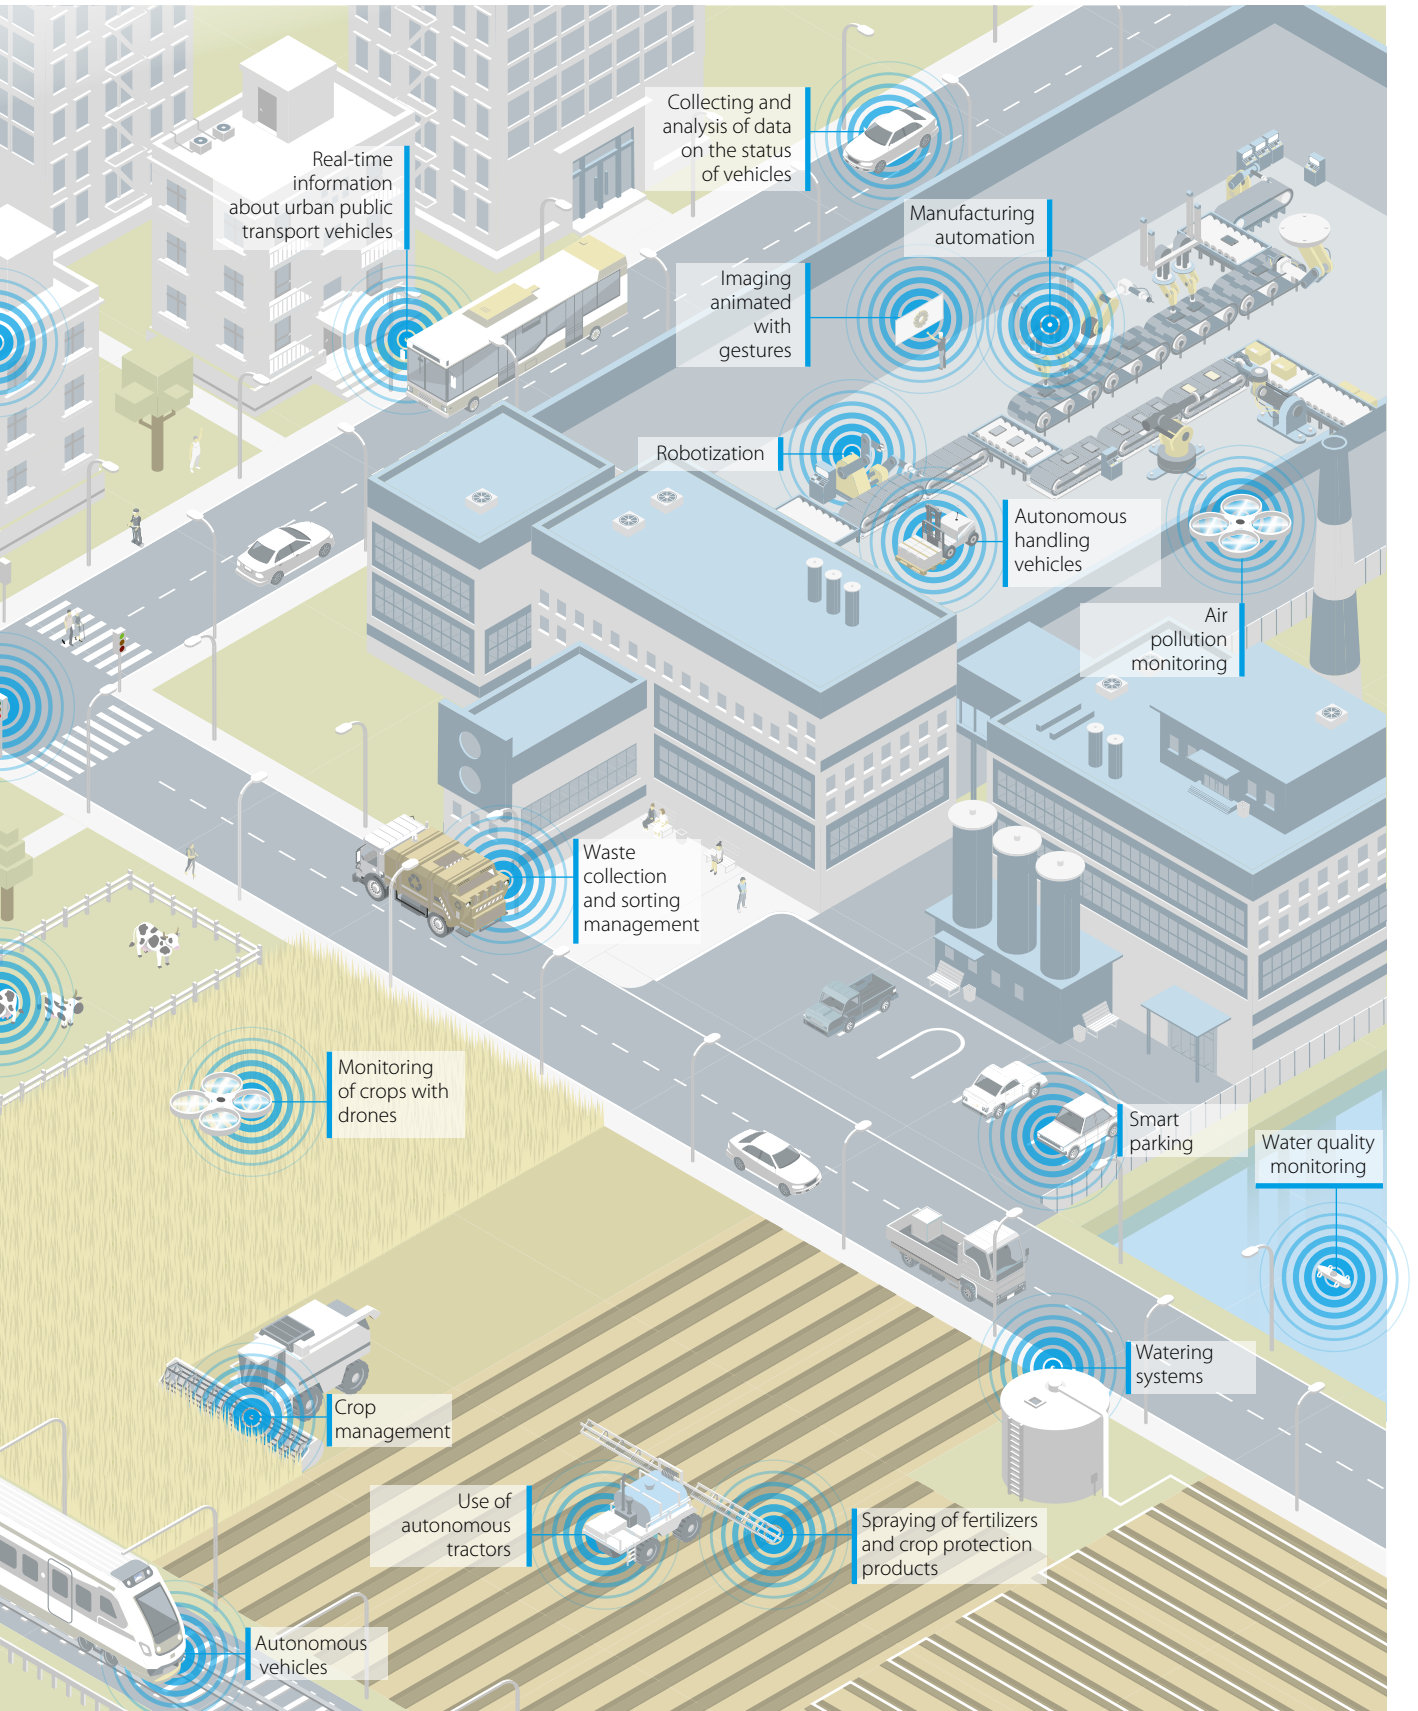 Collecting and
analysis of data
on the status
of vehicles
Real-time
information
about urban public
transport vehicles
Manufacturing
automation
Imaging
animated
with
gestures
Robotization
Autonomous
handling
vehicles
Air
pollution
monitoring
Waste
collection
and sorting
management
Monitoring
of crops with
drones
Smart
parking
Water quality
monitoring
Watering
systems
Crop
management
Use of
autonomous
tractors
Spraying of fertilizers
and crop protection
products
Autonomous
vehicles